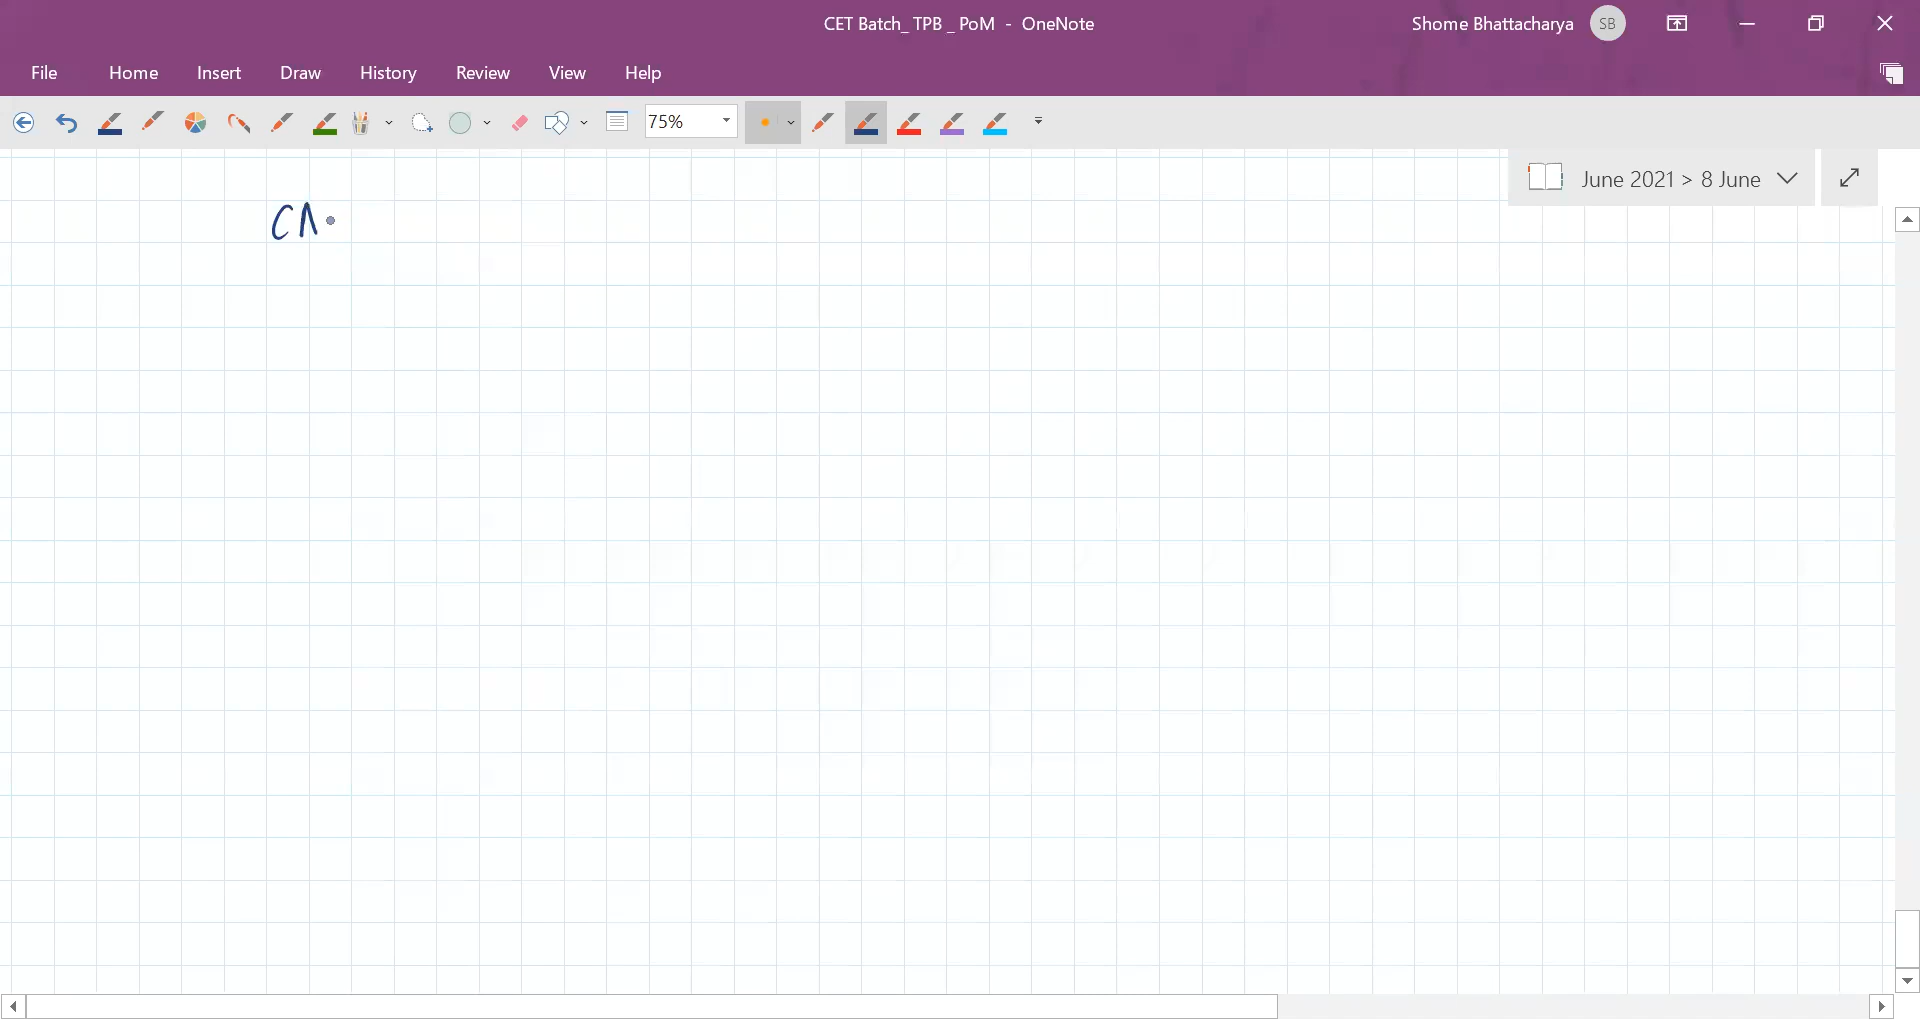 CET Batch_ TPB _ PoM - OneNote
Shome Bhattacharya SB
File Home Insert Draw History Review View Help
75%
June 2021 > 8 June